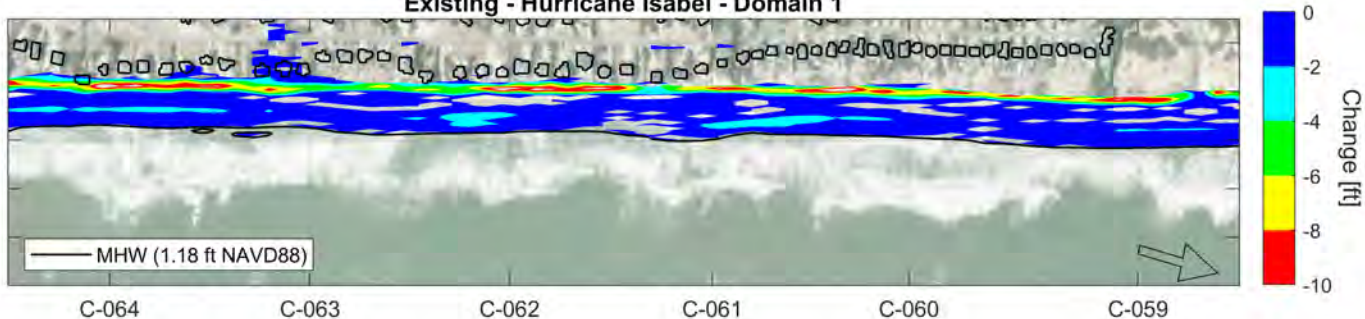 Existing - Hurricane Isabel - Domain 1
0
-2
-4
-6
-8
-10
Change [ft]
MHW (1.18 ft NAVD88)
C-064 C-063 C-062 C-061 C-060 C-059